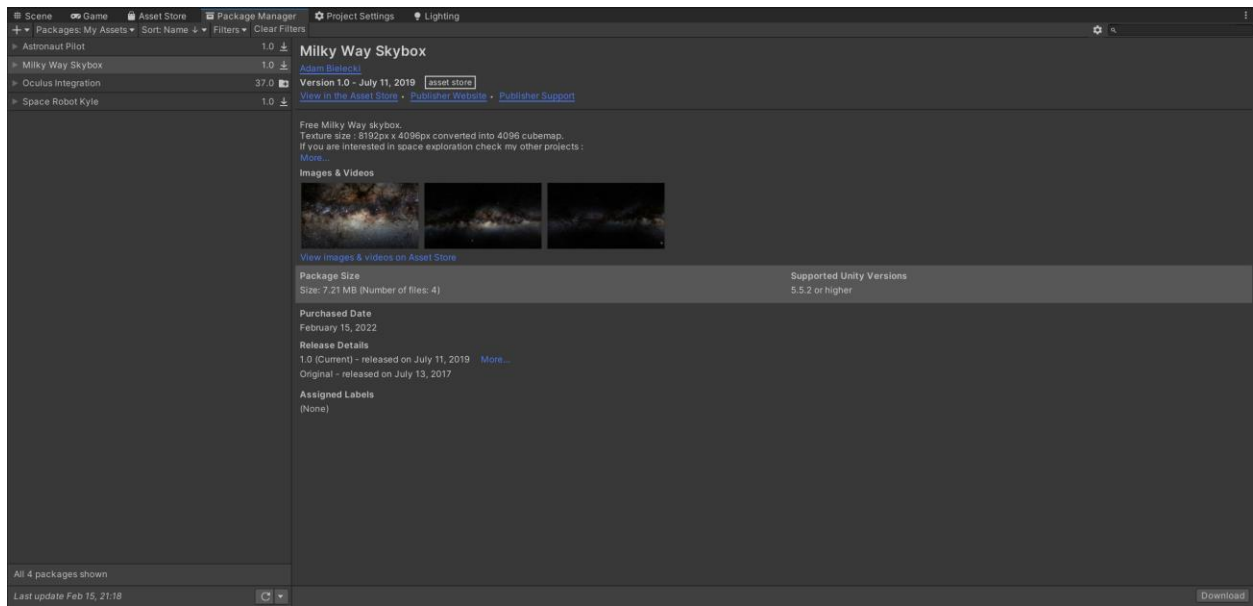 Scene Game Asset Store Package Manager Project Settings Lighting
+ Packages: My Assets Sort: Name ↓ Filters Clear Filters
Astronaut Pilot 1.0
Milky Way Skybox 1.0
Oculus Integration 37.0
Space Robot Kyle 1.0
All 4 packages shown
Last update Feb 15, 21:18
Milky Way Skybox
Adam Bielecki
Version 1.0 - July 11, 2019 asset store
View in the Asset Store • Publisher Website • Publisher Support
Free Milky Way skybox.
Texture size : 8192px x 4096px converted into 4096 cubemap.
If you are interested in space exploration check my other projects :
More...
Images & Videos
View images & videos on Asset Store
Package Size Supported Unity Versions
Size: 7.21 MB (Number of files: 4) 5.5.2 or higher
Purchased Date
February 15, 2022
Release Details
1.0 (Current) - released on July 11, 2019 More...
Original - released on July 13, 2017
Assigned Labels
(None)
Download